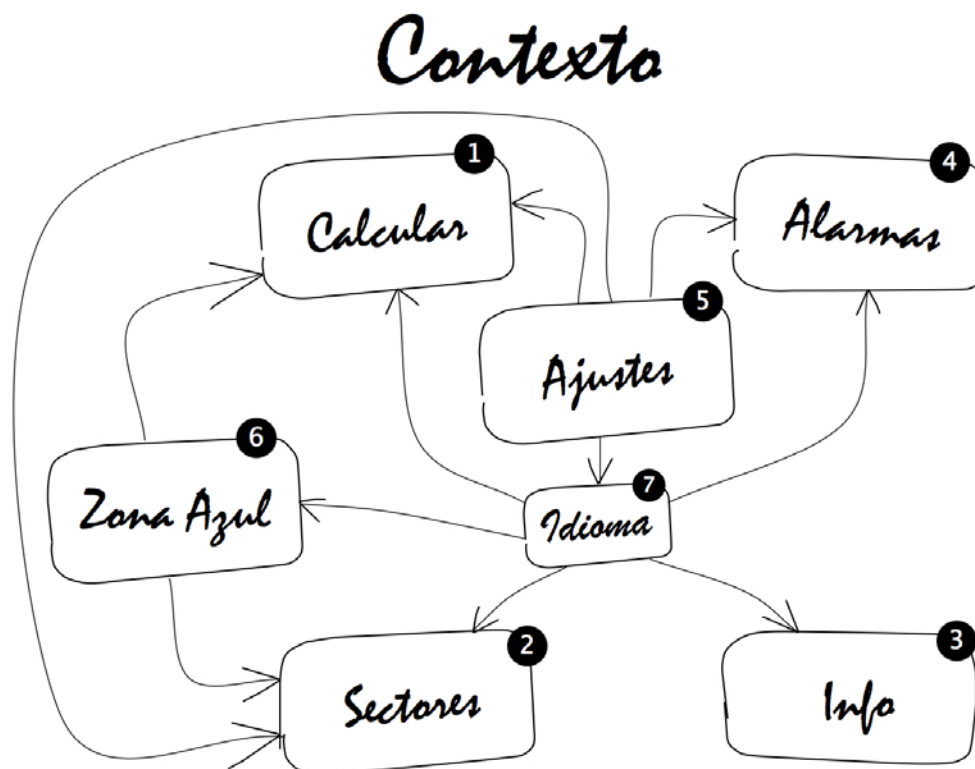 Contexto
1
Calcular
4
Alarmas
5
Ajustes
6
Zona Azul
7
Idioma
2
Sectores
3
Info